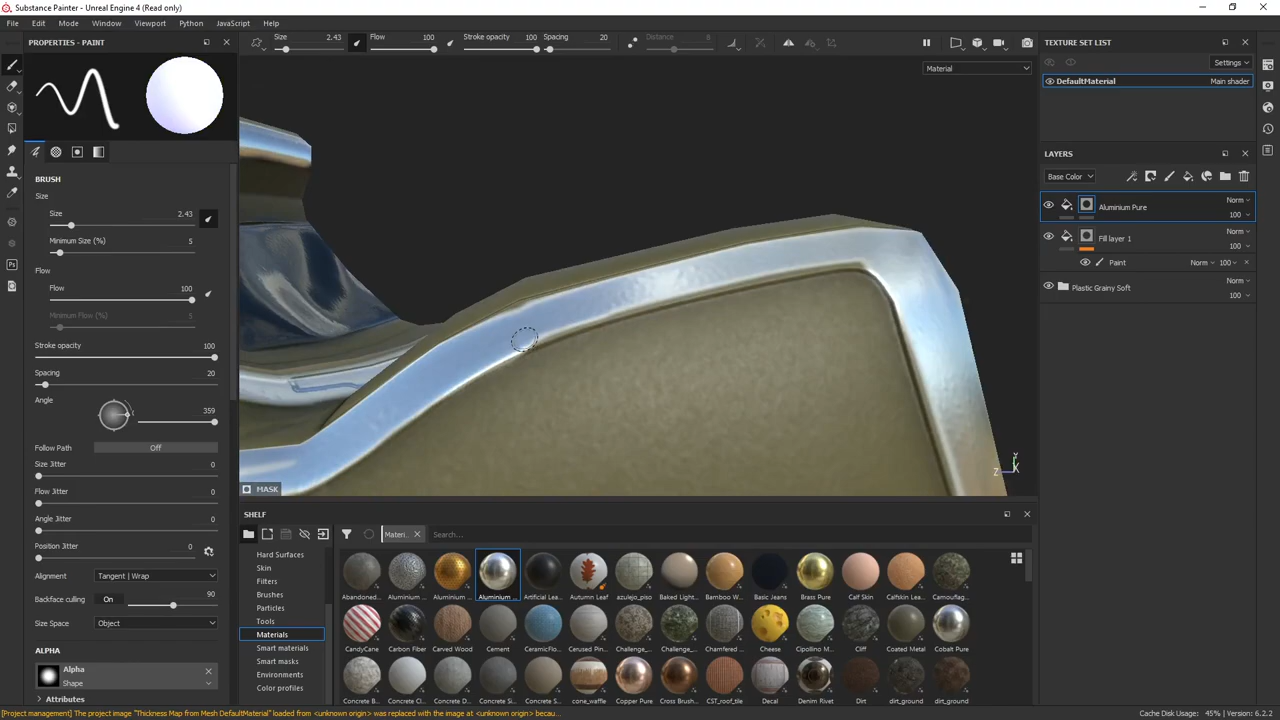 Substance Painter - Unreal Engine 4 (Read only)
File Edit Mode Window Viewport Python JavaScript Help
Size 2.43 Flow 100 Stroke opacity 100 Spacing 20 Distance
PROPERTIES - PAINT
Material
TEXTURE SET LIST
Settings
DefaultMaterial Main shader
LAYERS
Base Color
Aluminium Pure Norm 100
Fill layer 1 Norm 100
Paint Norm 100
Plastic Grainy Soft Norm 100
BRUSH
Size
Size 2.43
Minimum Size (%) 5
Flow
Flow 100
Minimum Flow (%) 5
Stroke opacity 100
Spacing 20
Angle
359
Follow Path Off
Size Jitter 0
Flow Jitter 0
Angle Jitter 0
Position Jitter 0
Alignment Tangent | Wrap
Backface culling On 90
Size Space Object
ALPHA
Alpha
Shape
Attributes
Y
Z X
MASK
SHELF
Materi... Search...
Hard Surfaces
Skin
Filters
Brushes
Particles
Tools
Materials
Smart materials
Smart masks
Environments
Color profiles
Abandoned... Aluminium ... Aluminium ... Aluminium ... Artificial Lea... Autumn Leaf azulejo_piso Baked Light... Bamboo W... Basic Jeans Brass Pure Calf Skin Calfskin Lea... Camouflag...
CandyCane Carbon Fiber Carved Wood Cement CeramicFlo... Cerused Pin... Challenge_... Challenge_... Chamfered ... Cheese Cipollino M... Cliff Coated Metal Cobalt Pure
Concrete B... Concrete Cl... Concrete D... Concrete Si... Concrete S... cone_waffle Copper Pure Cross Brush... CST_roof_tile Decal Denim Rivet Dirt dirt_ground dirt_ground
[Project management] The project image "Thickness Map from Mesh DefaultMaterial" loaded from <unknown origin> was replaced with the image at <unknown origin> becau...
Cache Disk Usage: 45% | Version: 6.2.2